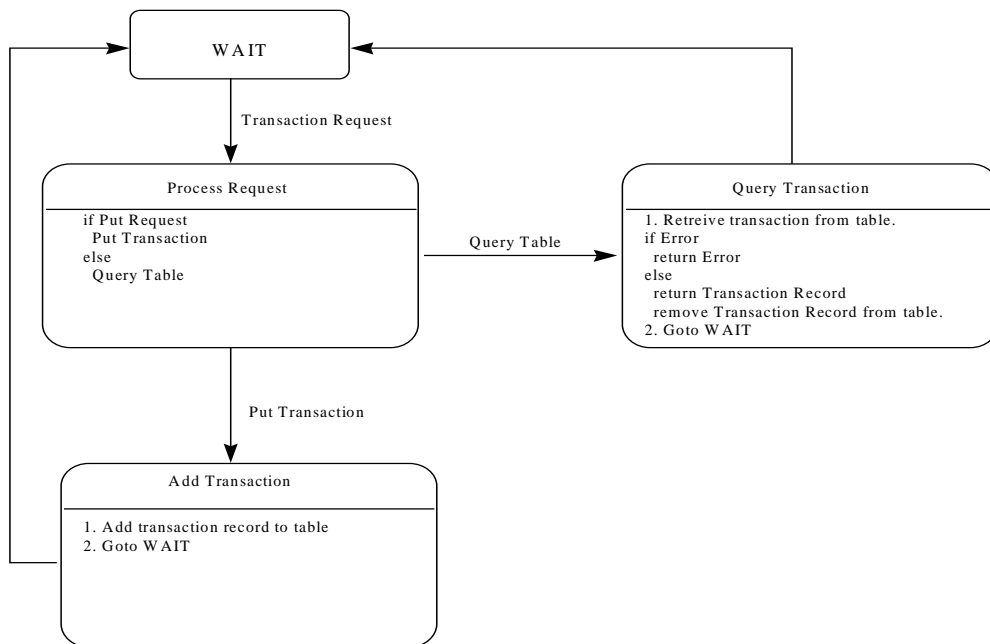 WAIT
Transaction Request
Process Request
if Put Request
Put Transaction
else
Query Table
Query Table
Query Transaction
1. Retreive transaction from table.
if Error
return Error
else
return Transaction Record
remove Transaction Record from table.
2. Goto WAIT
Put Transaction
Add Transaction
1. Add transaction record to table
2. Goto WAIT